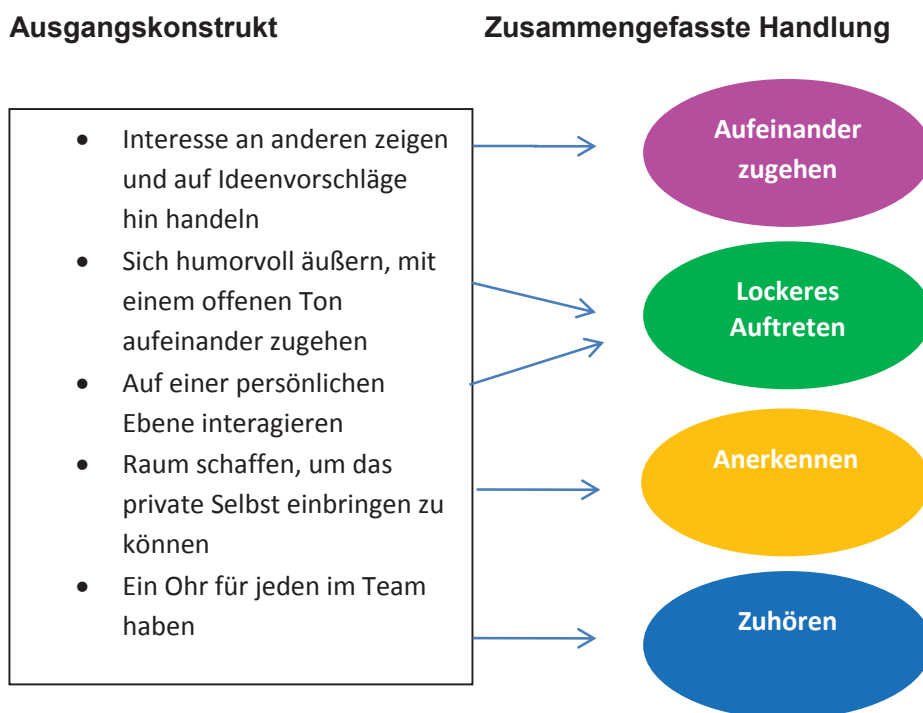 Ausgangskonstrukt
Zusammengefasste Handlung
• Interesse an anderen zeigen
und auf Ideenvorschläge
hin handeln
• Sich humorvoll äußern, mit
einem offenen Ton
aufeinander zugehen
• Auf einer persönlichen
Ebene interagieren
• Raum schaffen, um das
private Selbst einbringen zu
können
• Ein Ohr für jeden im Team
haben
Aufeinander
zugehen
Lockeres
Auftreten
Anerkennen
Zuhören